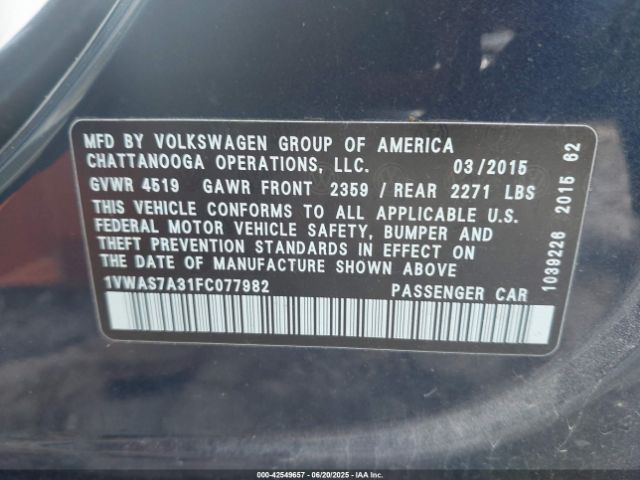 MFD BY VOLKSWAGEN GROUP OF AMERICA
CHATTANOOGA OPERATIONS, LLC. 03/2015
GVWR 4519 GAWR FRONT 2359 / REAR 2271 LBS
THIS VEHICLE CONFORMS TO ALL APPLICABLE U.S.
FEDERAL MOTOR VEHICLE SAFETY, BUMPER AND
THEFT PREVENTION STANDARDS IN EFFECT ON
THE DATE OF MANUFACTURE SHOWN ABOVE
1VWAS7A31FC077982 PASSENGER CAR
1039226 2015 62
000-42549657 - 06/20/2025 - IAA Inc.